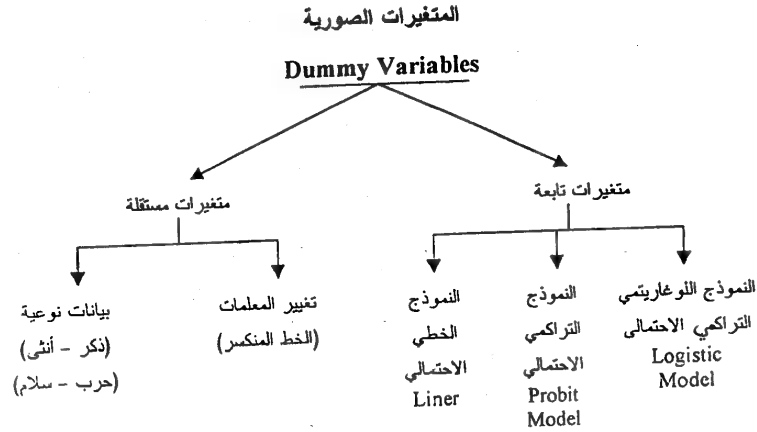 المتغيرات الصورية
Dummy Variables
متغيرات تابعة
متغيرات مستقلة
النموذج اللوغاريتمي
التراكمي الاحتمالى
Logistic
Model
النموذج
التراكمي
الاحتمالي
Probit
Model
النموذج
الخطي
الاحتمالي
Liner
تغيير المعلمات
(الخط المنكسر)
بيانات نوعية
(ذكر – أنثى)
(حرب – سلام)